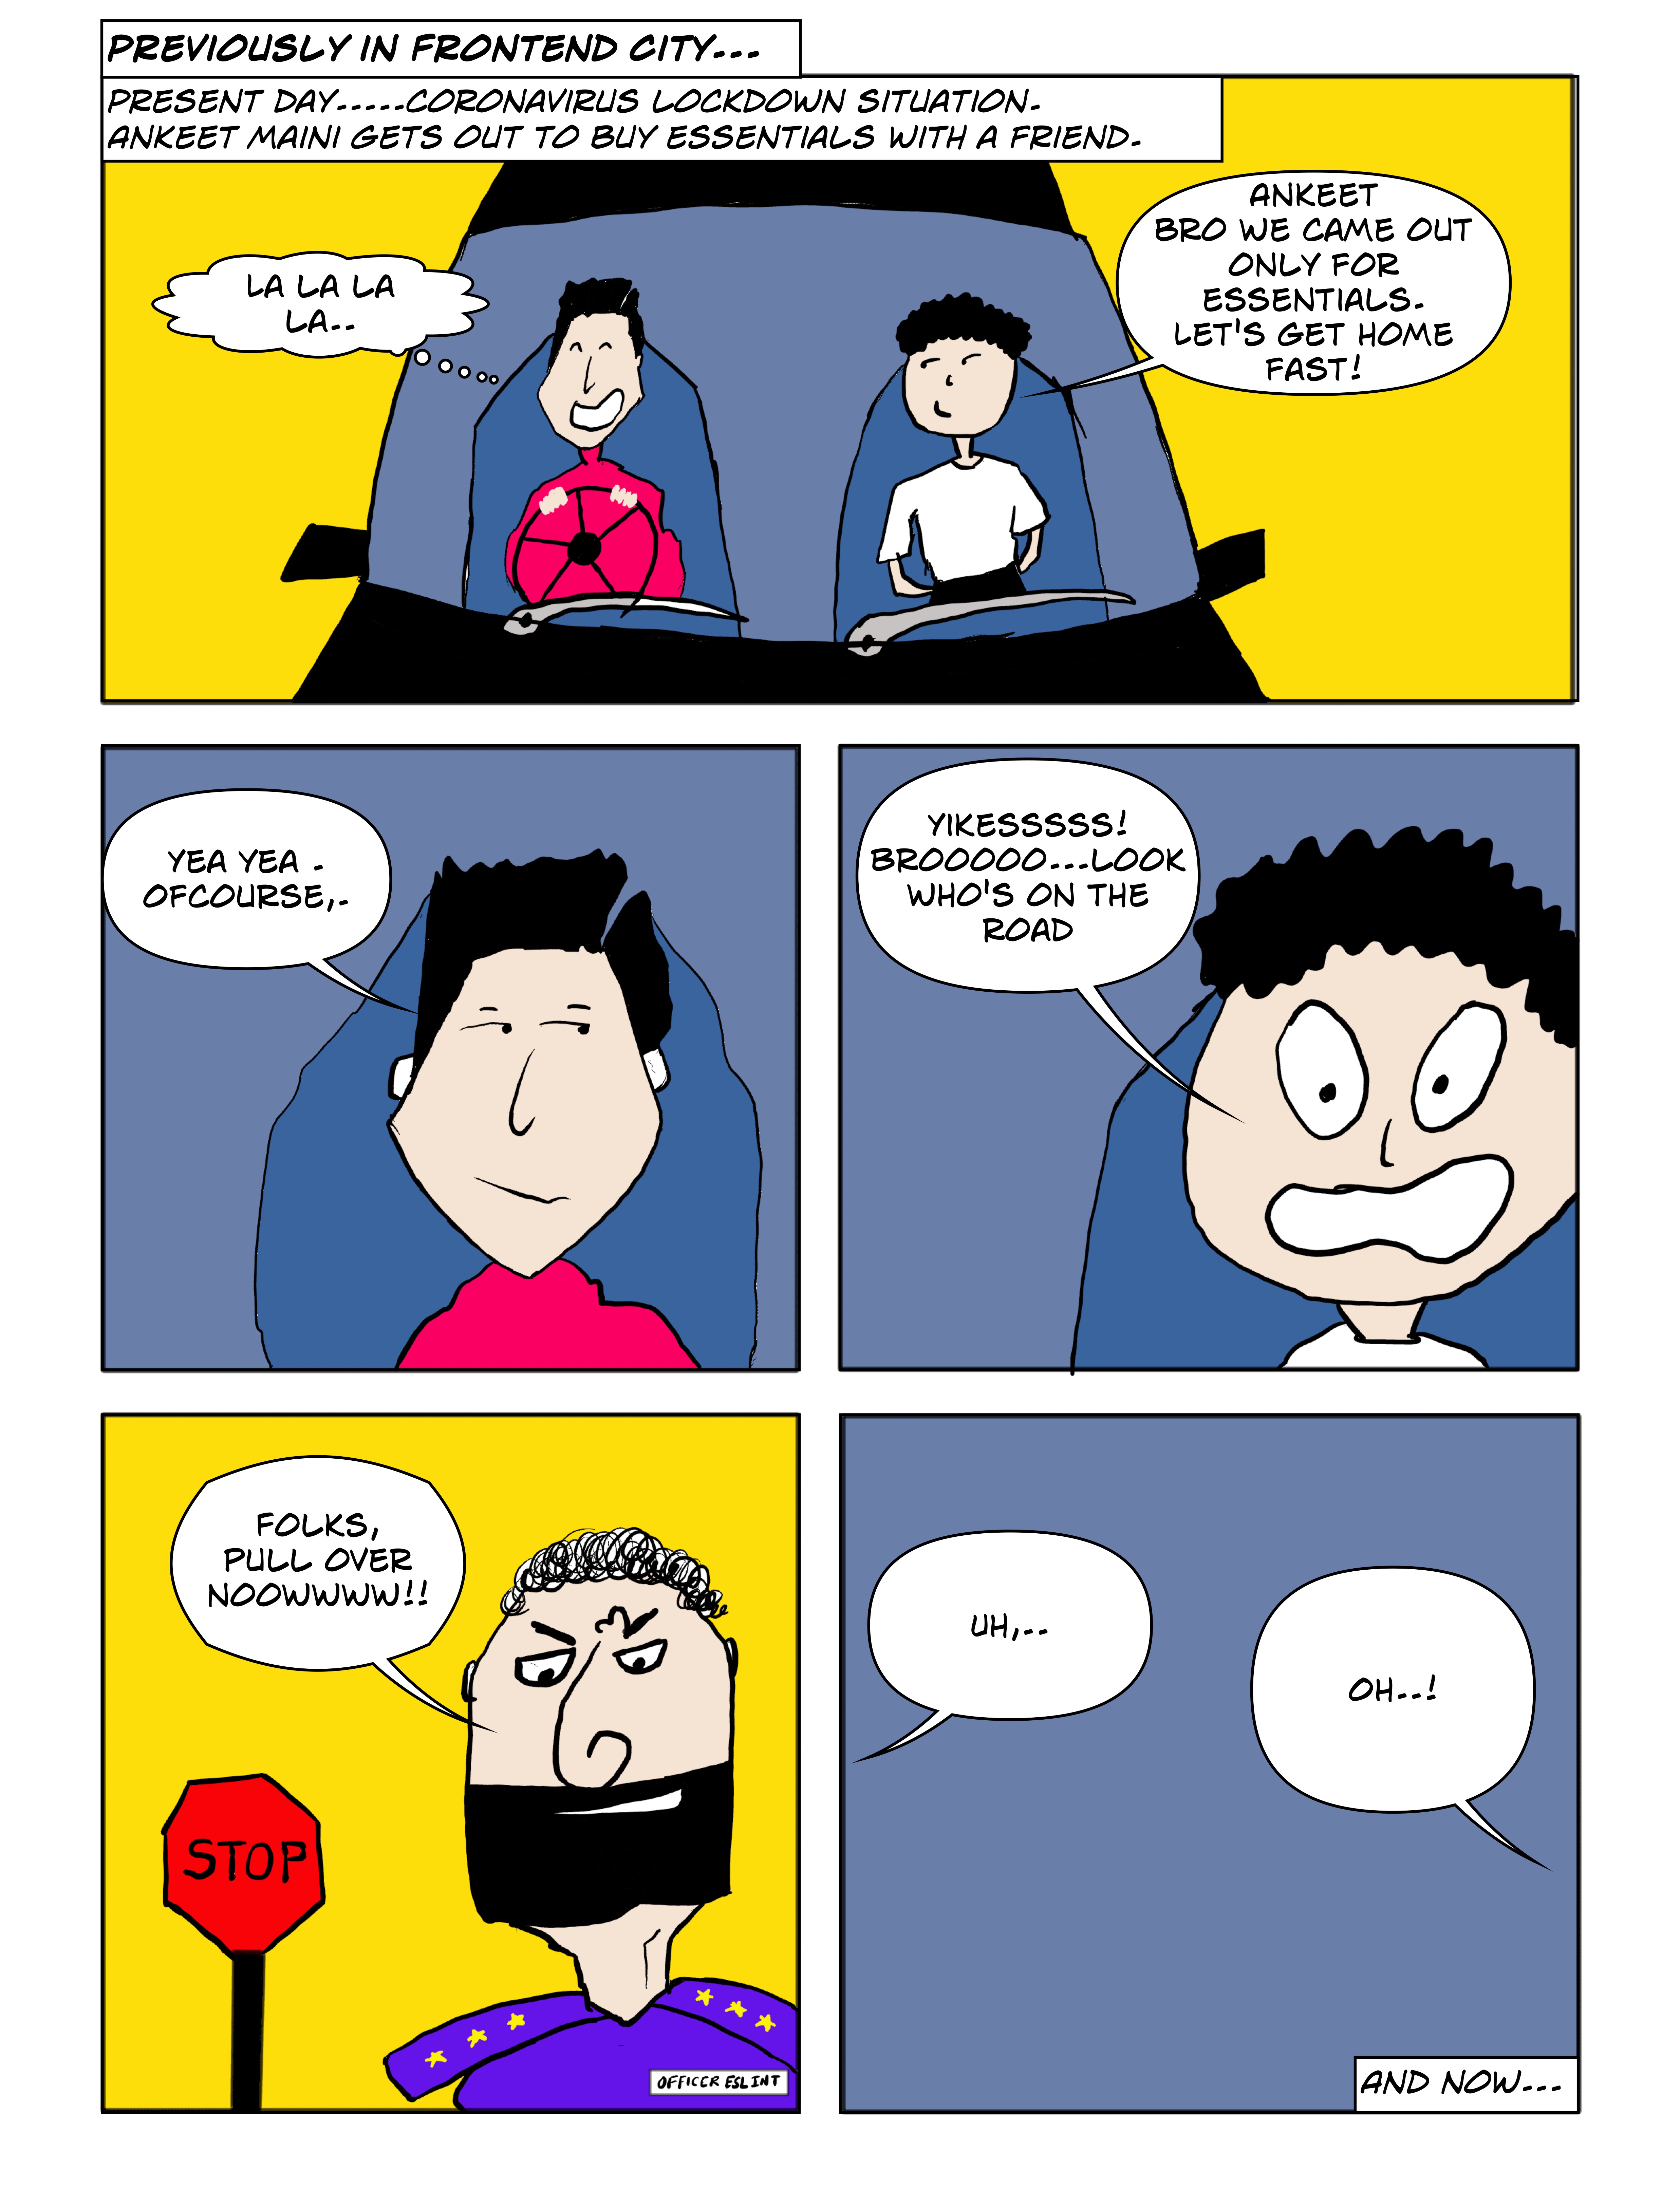 PREVIOUSLY IN FRONTEND CITY...
PRESENT DAY.....CORONAVIRUS LOCKDOWN SITUATION.
ANKEET MAINI GETS OUT TO BUY ESSENTIALS WITH A FRIEND.
LA LA LA
LA..
ANKEET
BRO WE CAME OUT
ONLY FOR
ESSENTIALS.
LET'S GET HOME
FAST!
YEA YEA .
OFCOURSE,.
YIKESSSSS!
BROOOOO...LOOK
WHO'S ON THE
ROAD
FOLKS,
PULL OVER
NOOWWWW!!
STOP
OFFICER ESLINT
UH,..
OH..!
AND NOW...